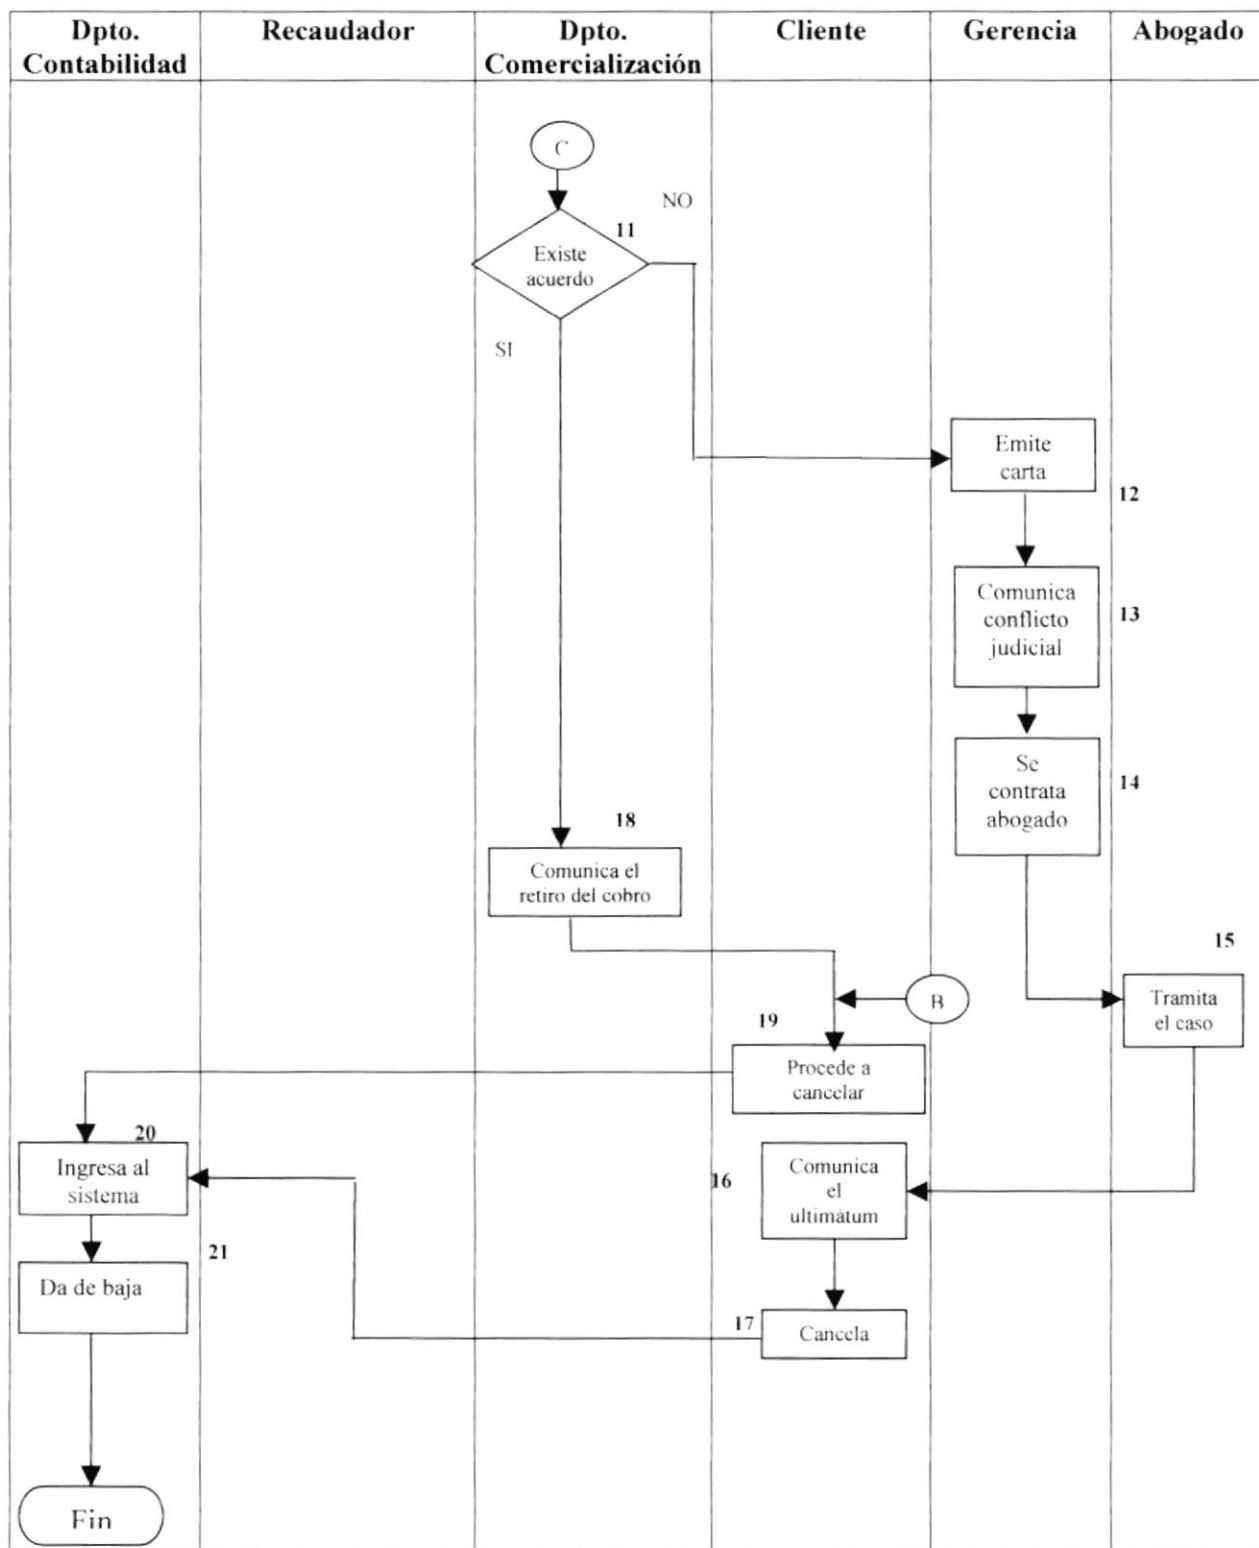 Dpto. Contabilidad
Recaudador
Dpto. Comercialización
Cliente
Gerencia
Abogado
C
NO
11
Existe
acuerdo
SI
Emite
carta
12
Comunica
conflicto
judicial
13
Se
contrata
abogado
14
18
Comunica el
retiro del cobro
15
B
Tramita
el caso
19
Procede a
cancelar
20
Ingresa al
sistema
16
Comunica
el
ultimátum
21
Da de baja
17
Cancela
Fin